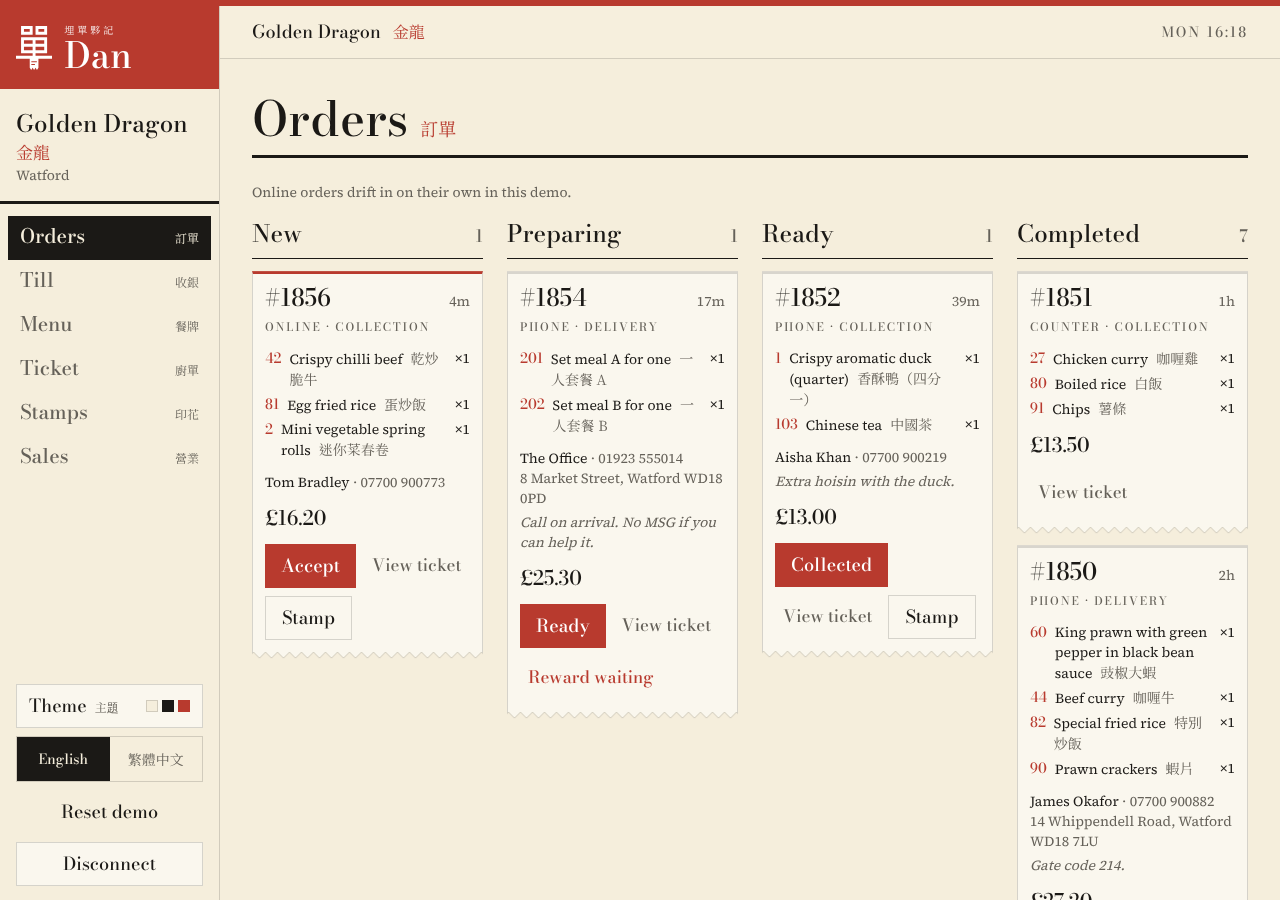 單
埋單夥記
Dan
Golden Dragon
金龍
Watford
Orders 訂單
Till 收銀
Menu 餐牌
Ticket 廚單
Stamps 印花
Sales 營業
Theme 主題
English 繁體中文
Reset demo
Disconnect
Golden Dragon 金龍
MON 16:18
Orders 訂單
Online orders drift in on their own in this demo.
New 1
#1856 4m
ONLINE · COLLECTION
42 Crispy chilli beef 乾炒 ×1
脆牛
81 Egg fried rice 蛋炒飯 ×1
2 Mini vegetable spring ×1
rolls 迷你菜春卷
Tom Bradley · 07700 900773
£16.20
Accept View ticket
Stamp
Preparing 1
#1854 17m
PHONE · DELIVERY
201 Set meal A for one 一 ×1
人套餐 A
202 Set meal B for one 一 ×1
人套餐 B
The Office · 01923 555014
8 Market Street, Watford WD18
0PD
Call on arrival. No MSG if you
can help it.
£25.30
Ready View ticket
Reward waiting
Ready 1
#1852 39m
PHONE · COLLECTION
1 Crispy aromatic duck ×1
(quarter) 香酥鴨（四分
一）
103 Chinese tea 中國茶 ×1
Aisha Khan · 07700 900219
Extra hoisin with the duck.
£13.00
Collected
View ticket Stamp
Completed 7
#1851 1h
COUNTER · COLLECTION
27 Chicken curry 咖喱雞 ×1
80 Boiled rice 白飯 ×1
91 Chips 薯條 ×1
£13.50
View ticket
#1850 2h
PHONE · DELIVERY
60 King prawn with green ×1
pepper in black bean
sauce 豉椒大蝦
44 Beef curry 咖喱牛 ×1
82 Special fried rice 特別 ×1
炒飯
90 Prawn crackers 蝦片 ×1
James Okafor · 07700 900882
14 Whippendell Road, Watford
WD18 7LU
Gate code 214.
£27.20